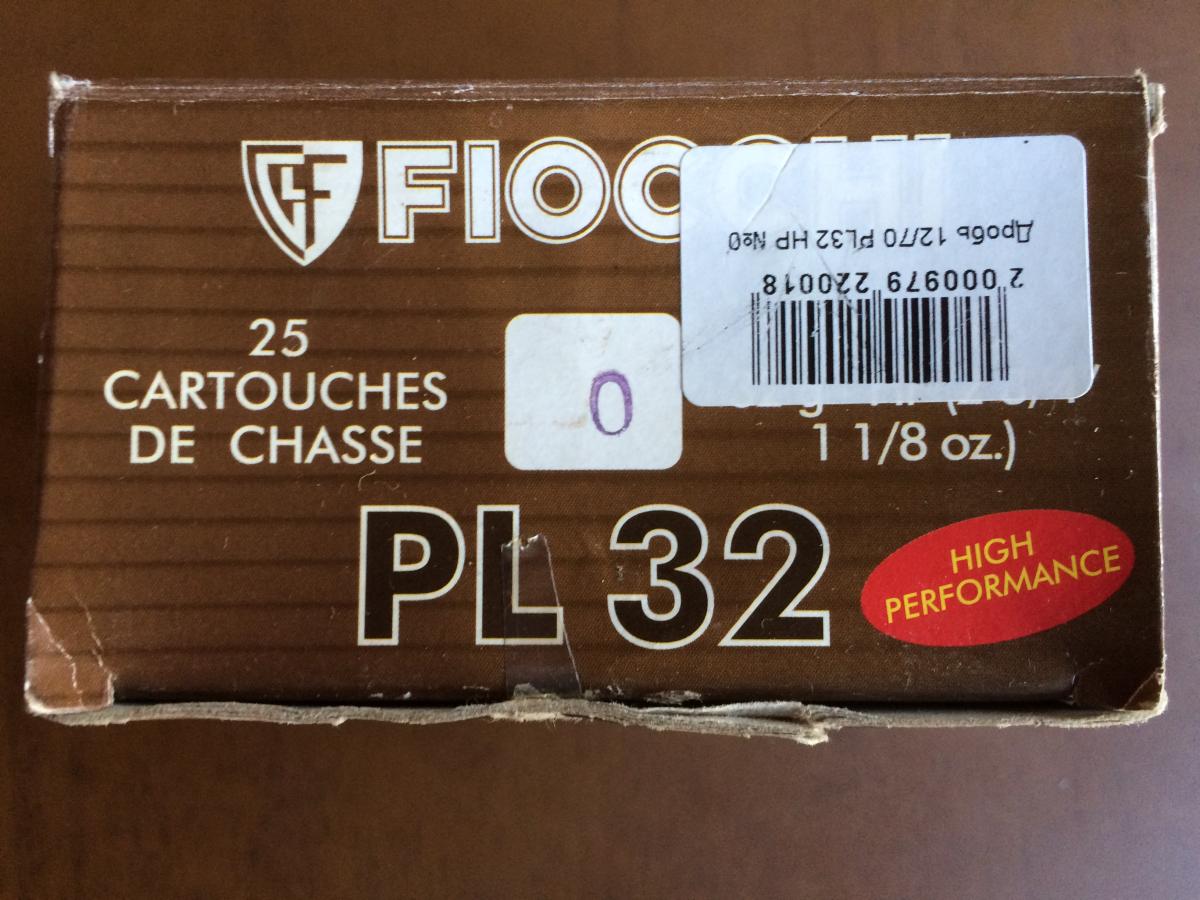 FIOCCHI
Дробь 12/70 PL32 HP №0
2 000979 220018
25
CARTOUCHES
DE CHASSE
0
1 1/8 oz.)
PL 32
HIGH
PERFORMANCE